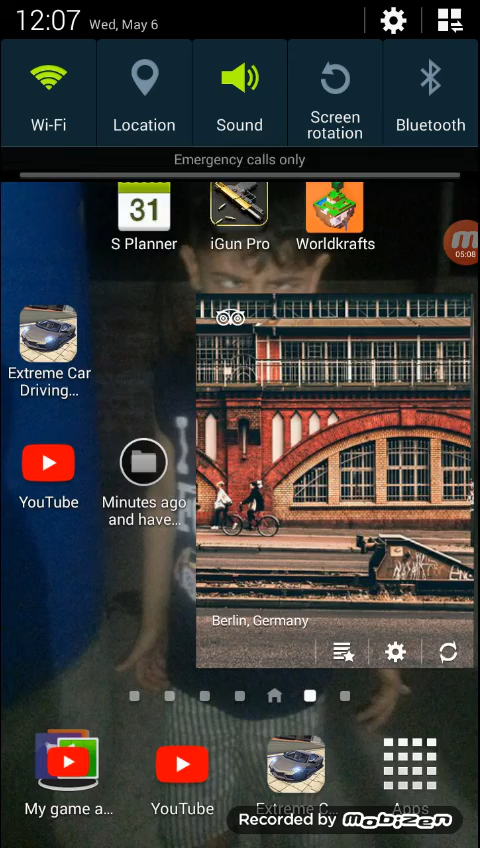 12:07 Wed, May 6
Wi-Fi
Location
Sound
Screen
rotation
Bluetooth
Emergency calls only
31
S Planner
iGun Pro
Worldkrafts
m
05:08
Extreme Car
Driving...
YouTube
Minutes ago
and have...
Berlin, Germany
My game a...
YouTube
Extreme C...
Apps
Recorded by Mobizen